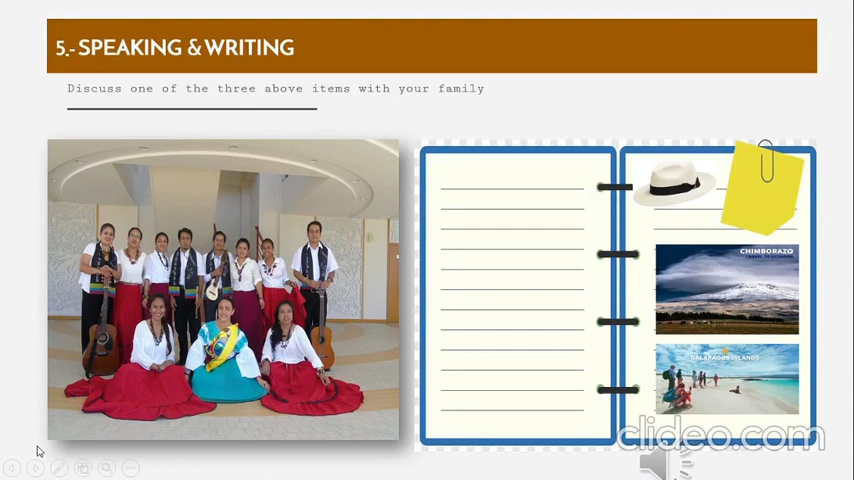 5.- SPEAKING & WRITING
Discuss one of the three above items with your family
CHIMBORAZO
GALAPAGOS ISLANDS
clideo.com